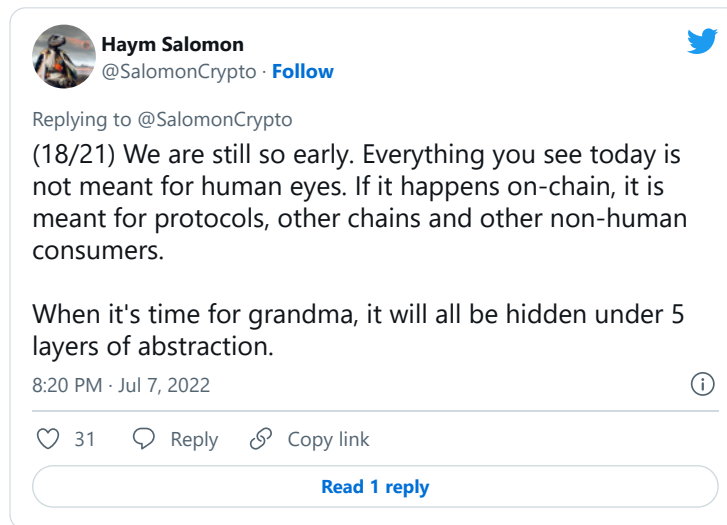 Haym Salomon
@SalomonCrypto · Follow
Replying to @SalomonCrypto
(18/21) We are still so early. Everything you see today is
not meant for human eyes. If it happens on-chain, it is
meant for protocols, other chains and other non-human
consumers.
When it's time for grandma, it will all be hidden under 5
layers of abstraction.
8:20 PM · Jul 7, 2022
31 Reply Copy link
Read 1 reply